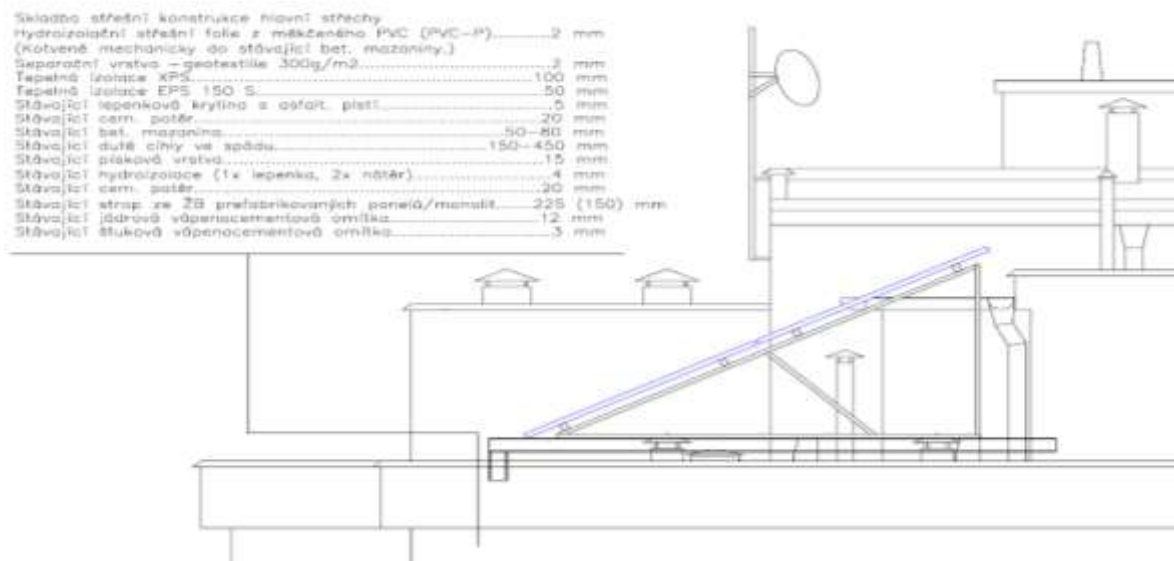 Skladba střešní konstrukce hlavní střechy
Hydroizolační střešní folie z měkčeného PVC (PVC-P)........2 mm
(Kotvené mechanicky do stávající bet. mazaniny.)
Separační vrstva -geotextilie 300g/m2..............................2 mm
Tepelná izolace XPS.....................................................100 mm
Tepelná izolace EPS 150 S............................................50 mm
Stávající lepenková krytina s asfalt. plstí..........................5 mm
Stávající cem. potěr......................................................20 mm
Stávající bet. mazanina............................................50-80 mm
Stávající duté cihly ve spádu...................................150-450 mm
Stávající písková vrstva.................................................15 mm
Stávající hydroizolace (1x lepenka, 2x nátěr)....................4 mm
Stávající cem. potěr......................................................20 mm
Stávající strop ze ŽB prefabrikovaných panelů/monolit......225 (150) mm
Stávající jádrová vápenocementová omítka......................12 mm
Stávající štuková vápenocementová omítka......................3 mm